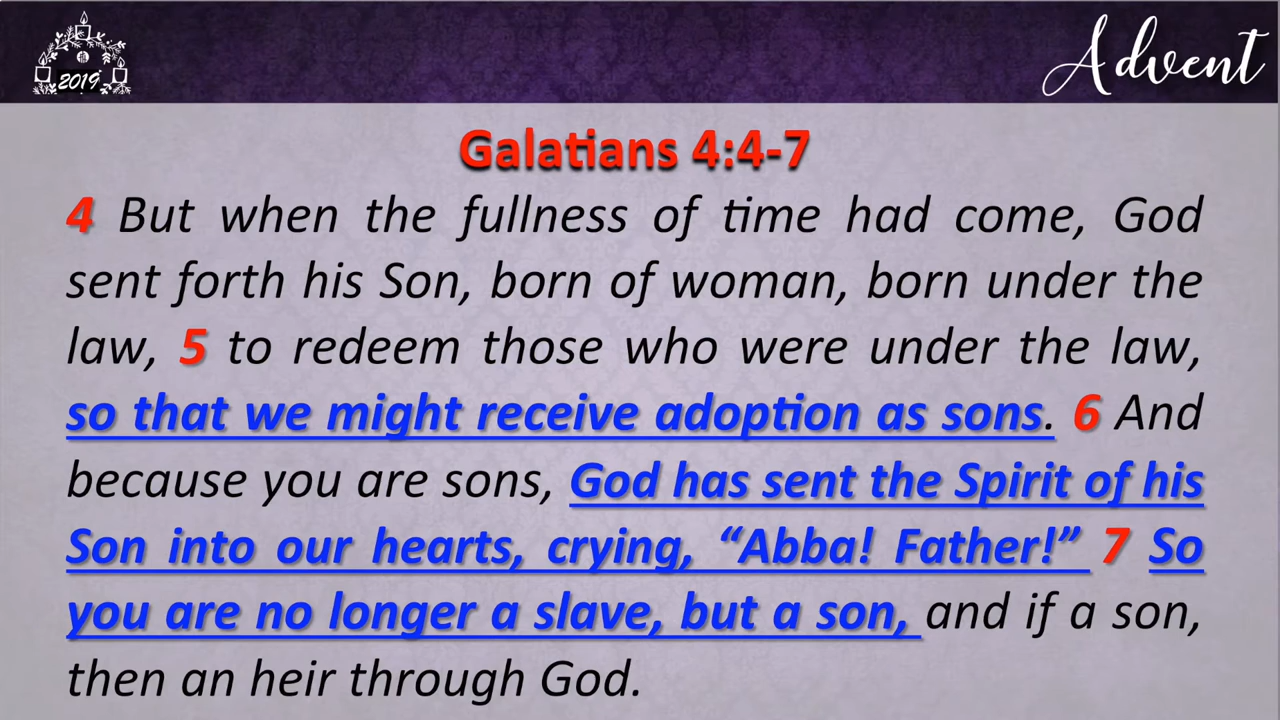 2019
Advent
Galatians 4:4-7
4 But when the fullness of time had come, God
sent forth his Son, born of woman, born under the
law, 5 to redeem those who were under the law,
so that we might receive adoption as sons. 6 And
because you are sons, God has sent the Spirit of his
Son into our hearts, crying, “Abba! Father!” 7 So
you are no longer a slave, but a son, and if a son,
then an heir through God.